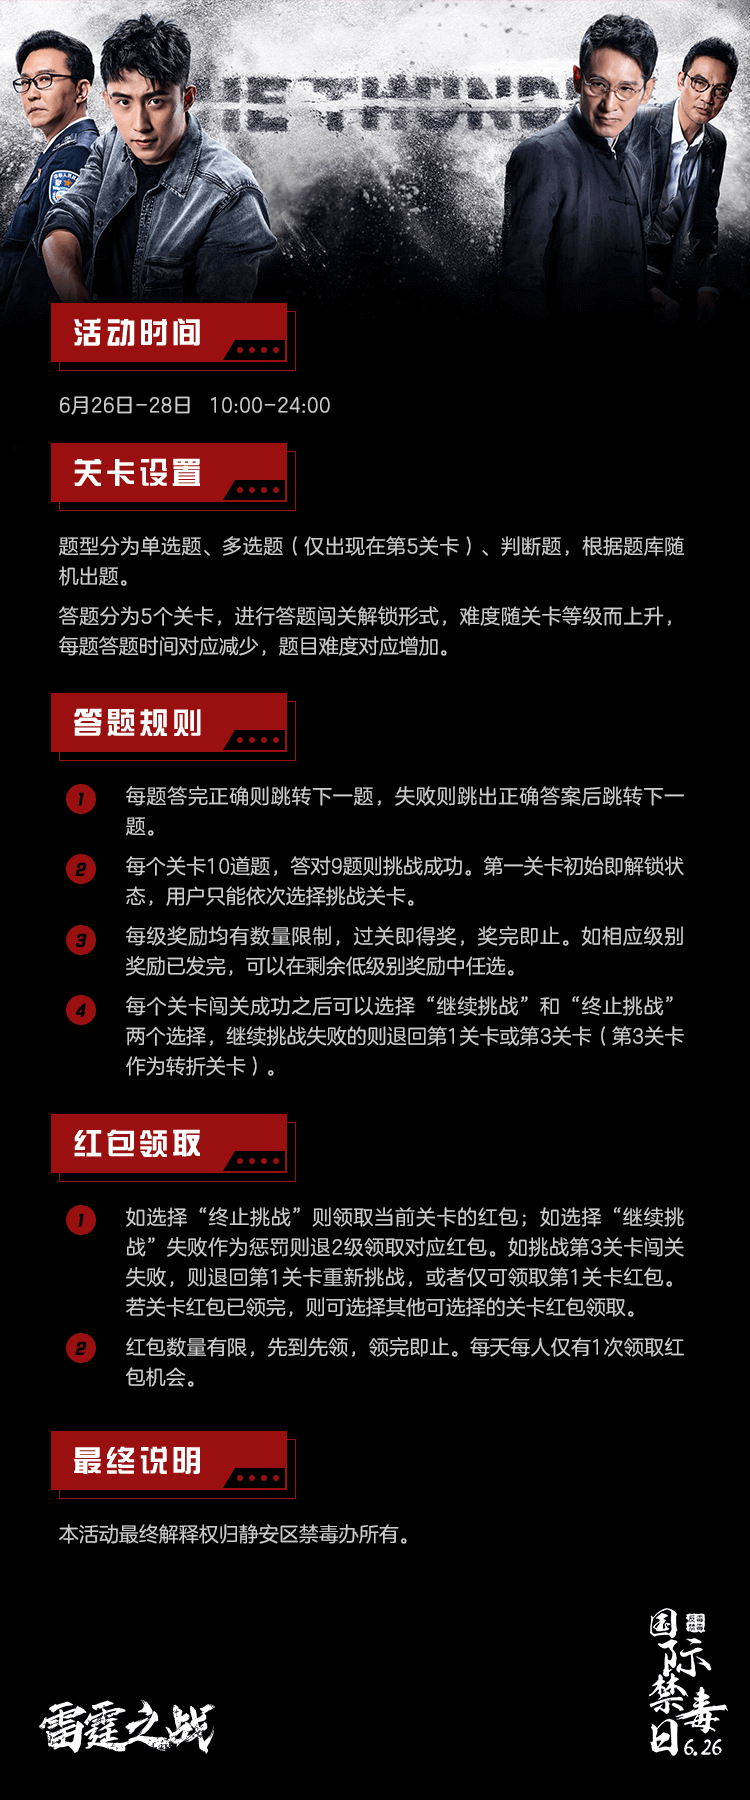 THE THUND
活动时间
6月26日-28日 10:00-24:00
关卡设置
题型分为单选题、多选题（仅出现在第5关卡）、判断题，根据题库随
机出题。
答题分为5个关卡，进行答题闯关解锁形式，难度随关卡等级而上升，
每题答题时间对应减少，题目难度对应增加。
答题规则
1 每题答完正确则跳转下一题，失败则跳出正确答案后跳转下一
题。
2 每个关卡10道题，答对9题则挑战成功。第一关卡初始即解锁状
态，用户只能依次选择挑战关卡。
3 每级奖励均有数量限制，过关即得奖，奖完即止。如相应级别
奖励已发完，可以在剩余低级别奖励中任选。
4 每个关卡闯关成功之后可以选择“继续挑战”和“终止挑战”
两个选择，继续挑战失败的则退回第1关卡或第3关卡（第3关卡
作为转折关卡）。
红包领取
1 如选择“终止挑战”则领取当前关卡的红包；如选择“继续挑
战”失败作为惩罚则退2级领取对应红包。如挑战第3关卡闯关
失败，则退回第1关卡重新挑战，或者仅可领取第1关卡红包。
若关卡红包已领完，则可选择其他可选择的关卡红包领取。
2 红包数量有限，先到先领，领完即止。每天每人仅有1次领取红
包机会。
最终说明
本活动最终解释权归静安区禁毒办所有。
国际禁毒日
6.26
雷霆之战